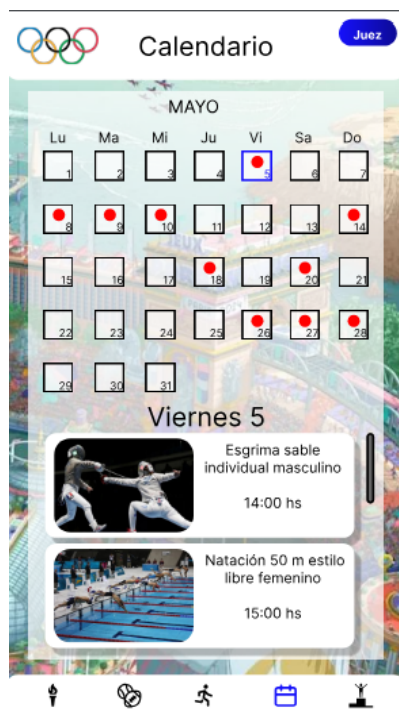 Calendario
Juez
MAYO
Lu Ma Mi Ju Vi Sa Do
1 2 3 4 5 6 7
8 9 10 11 12 13 14
15 16 17 18 19 20 21
22 23 24 25 26 27 28
29 30 31
Viernes 5
Esgrima sable
individual masculino
14:00 hs
Natación 50 m estilo
libre femenino
15:00 hs